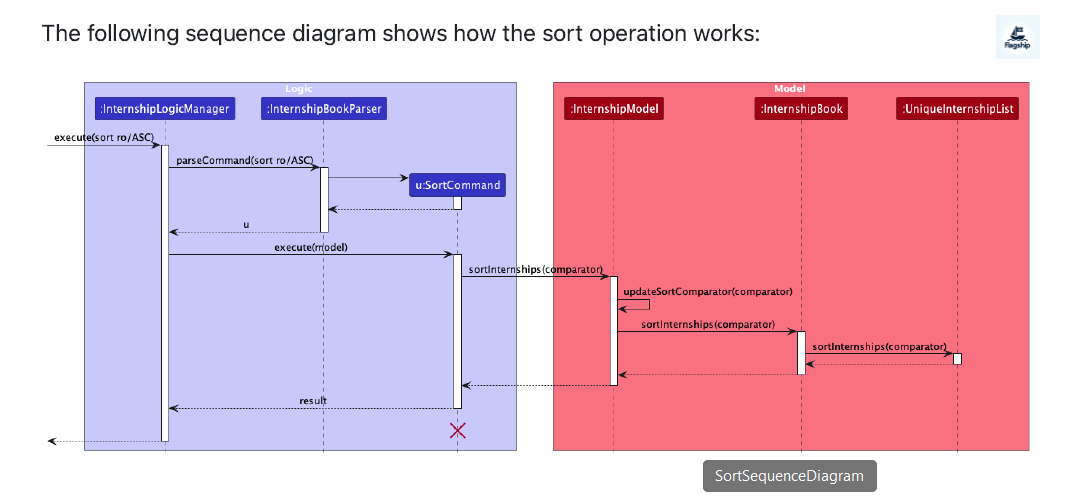 The following sequence diagram shows how the sort operation works:
flagship
Logic
Model
:InternshipLogicManager
:InternshipBookParser
:InternshipModel
:InternshipBook
:UniqueInternshipList
execute(sort ro/ASC)
parseCommand(sort ro/ASC)
u:SortCommand
u
execute(model)
sortInternships(comparator)
updateSortComparator(comparator)
sortInternships(comparator)
sortInternships(comparator)
result
SortSequenceDiagram